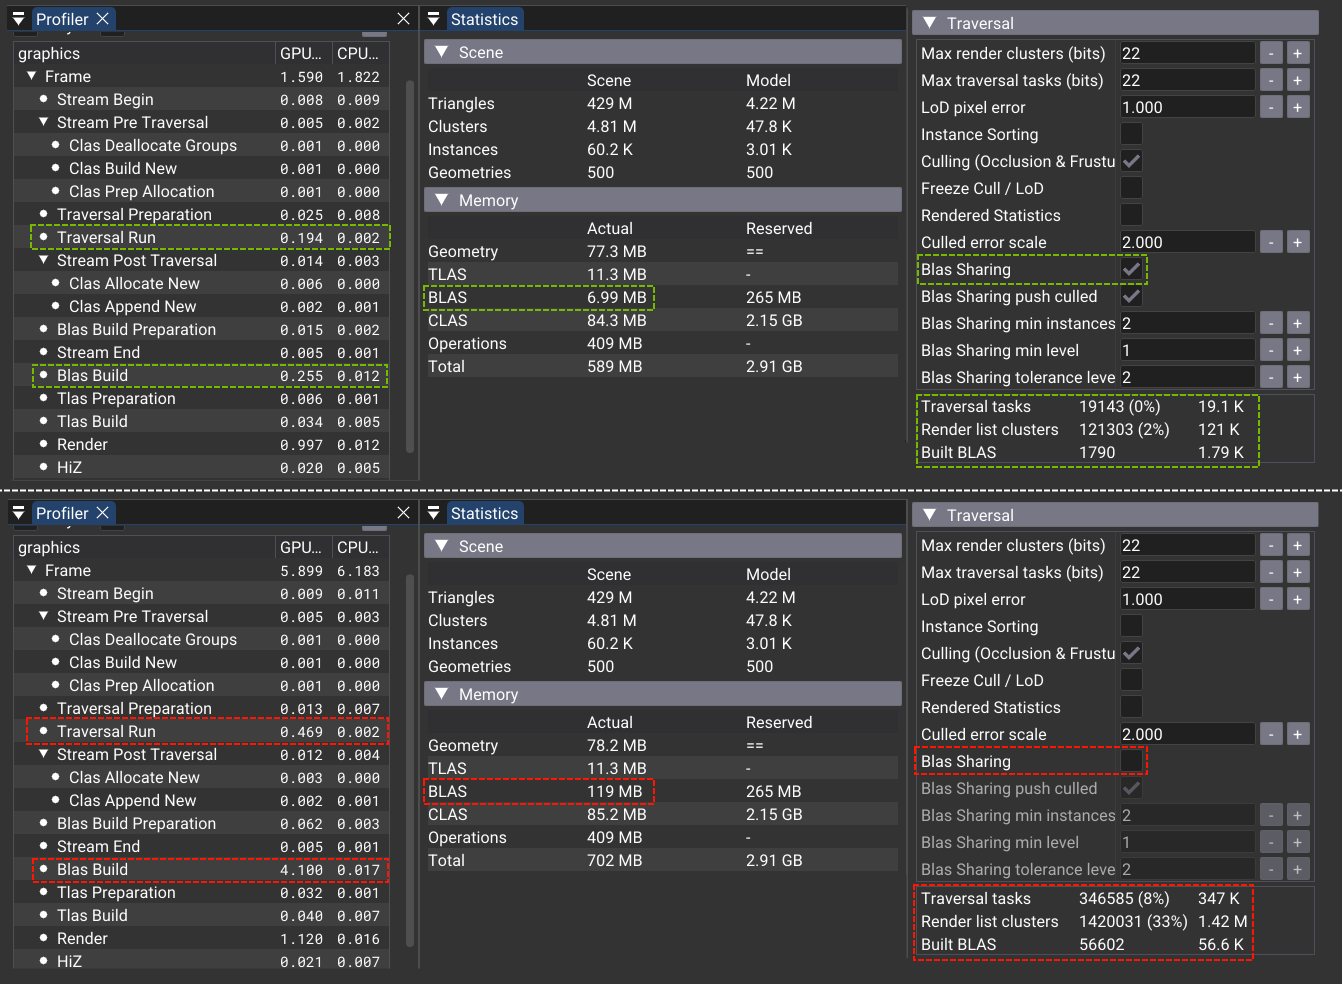 Profiler
graphics GPU... CPU...
Frame 1.590 1.822
Stream Begin 0.008 0.009
Stream Pre Traversal 0.005 0.002
Clas Deallocate Groups 0.001 0.000
Clas Build New 0.001 0.000
Clas Prep Allocation 0.001 0.000
Traversal Preparation 0.025 0.008
Traversal Run 0.194 0.002
Stream Post Traversal 0.014 0.003
Clas Allocate New 0.006 0.000
Clas Append New 0.002 0.001
Blas Build Preparation 0.015 0.002
Stream End 0.005 0.001
Blas Build 0.255 0.012
Tlas Preparation 0.006 0.001
Tlas Build 0.034 0.005
Render 0.997 0.012
HiZ 0.020 0.005
Statistics
Scene
Scene Model
Triangles 429 M 4.22 M
Clusters 4.81 M 47.8 K
Instances 60.2 K 3.01 K
Geometries 500 500
Memory
Actual Reserved
Geometry 77.3 MB ==
TLAS 11.3 MB -
BLAS 6.99 MB 265 MB
CLAS 84.3 MB 2.15 GB
Operations 409 MB -
Total 589 MB 2.91 GB
Traversal
Max render clusters (bits) 22 - +
Max traversal tasks (bits) 22 - +
LoD pixel error 1.000 - +
Instance Sorting
Culling (Occlusion & Frustu
Freeze Cull / LoD
Rendered Statistics
Culled error scale 2.000 - +
Blas Sharing
Blas Sharing push culled
Blas Sharing min instances 2 - +
Blas Sharing min level 1 - +
Blas Sharing tolerance leve 2 - +
Traversal tasks 19143 (0%) 19.1 K
Render list clusters 121303 (2%) 121 K
Built BLAS 1790 1.79 K
Profiler
graphics GPU... CPU...
Frame 5.899 6.183
Stream Begin 0.009 0.011
Stream Pre Traversal 0.005 0.003
Clas Deallocate Groups 0.001 0.000
Clas Build New 0.001 0.000
Clas Prep Allocation 0.001 0.000
Traversal Preparation 0.013 0.007
Traversal Run 0.469 0.002
Stream Post Traversal 0.012 0.004
Clas Allocate New 0.003 0.000
Clas Append New 0.002 0.001
Blas Build Preparation 0.062 0.003
Stream End 0.005 0.001
Blas Build 4.100 0.017
Tlas Preparation 0.032 0.001
Tlas Build 0.040 0.007
Render 1.120 0.016
HiZ 0.021 0.007
Statistics
Scene
Scene Model
Triangles 429 M 4.22 M
Clusters 4.81 M 47.8 K
Instances 60.2 K 3.01 K
Geometries 500 500
Memory
Actual Reserved
Geometry 78.2 MB ==
TLAS 11.3 MB -
BLAS 119 MB 265 MB
CLAS 85.2 MB 2.15 GB
Operations 409 MB -
Total 702 MB 2.91 GB
Traversal
Max render clusters (bits) 22 - +
Max traversal tasks (bits) 22 - +
LoD pixel error 1.000 - +
Instance Sorting
Culling (Occlusion & Frustu
Freeze Cull / LoD
Rendered Statistics
Culled error scale 2.000 - +
Blas Sharing
Blas Sharing push culled
Blas Sharing min instances 2 - +
Blas Sharing min level 1 - +
Blas Sharing tolerance leve 2 - +
Traversal tasks 346585 (8%) 347 K
Render list clusters 1420031 (33%) 1.42 M
Built BLAS 56602 56.6 K